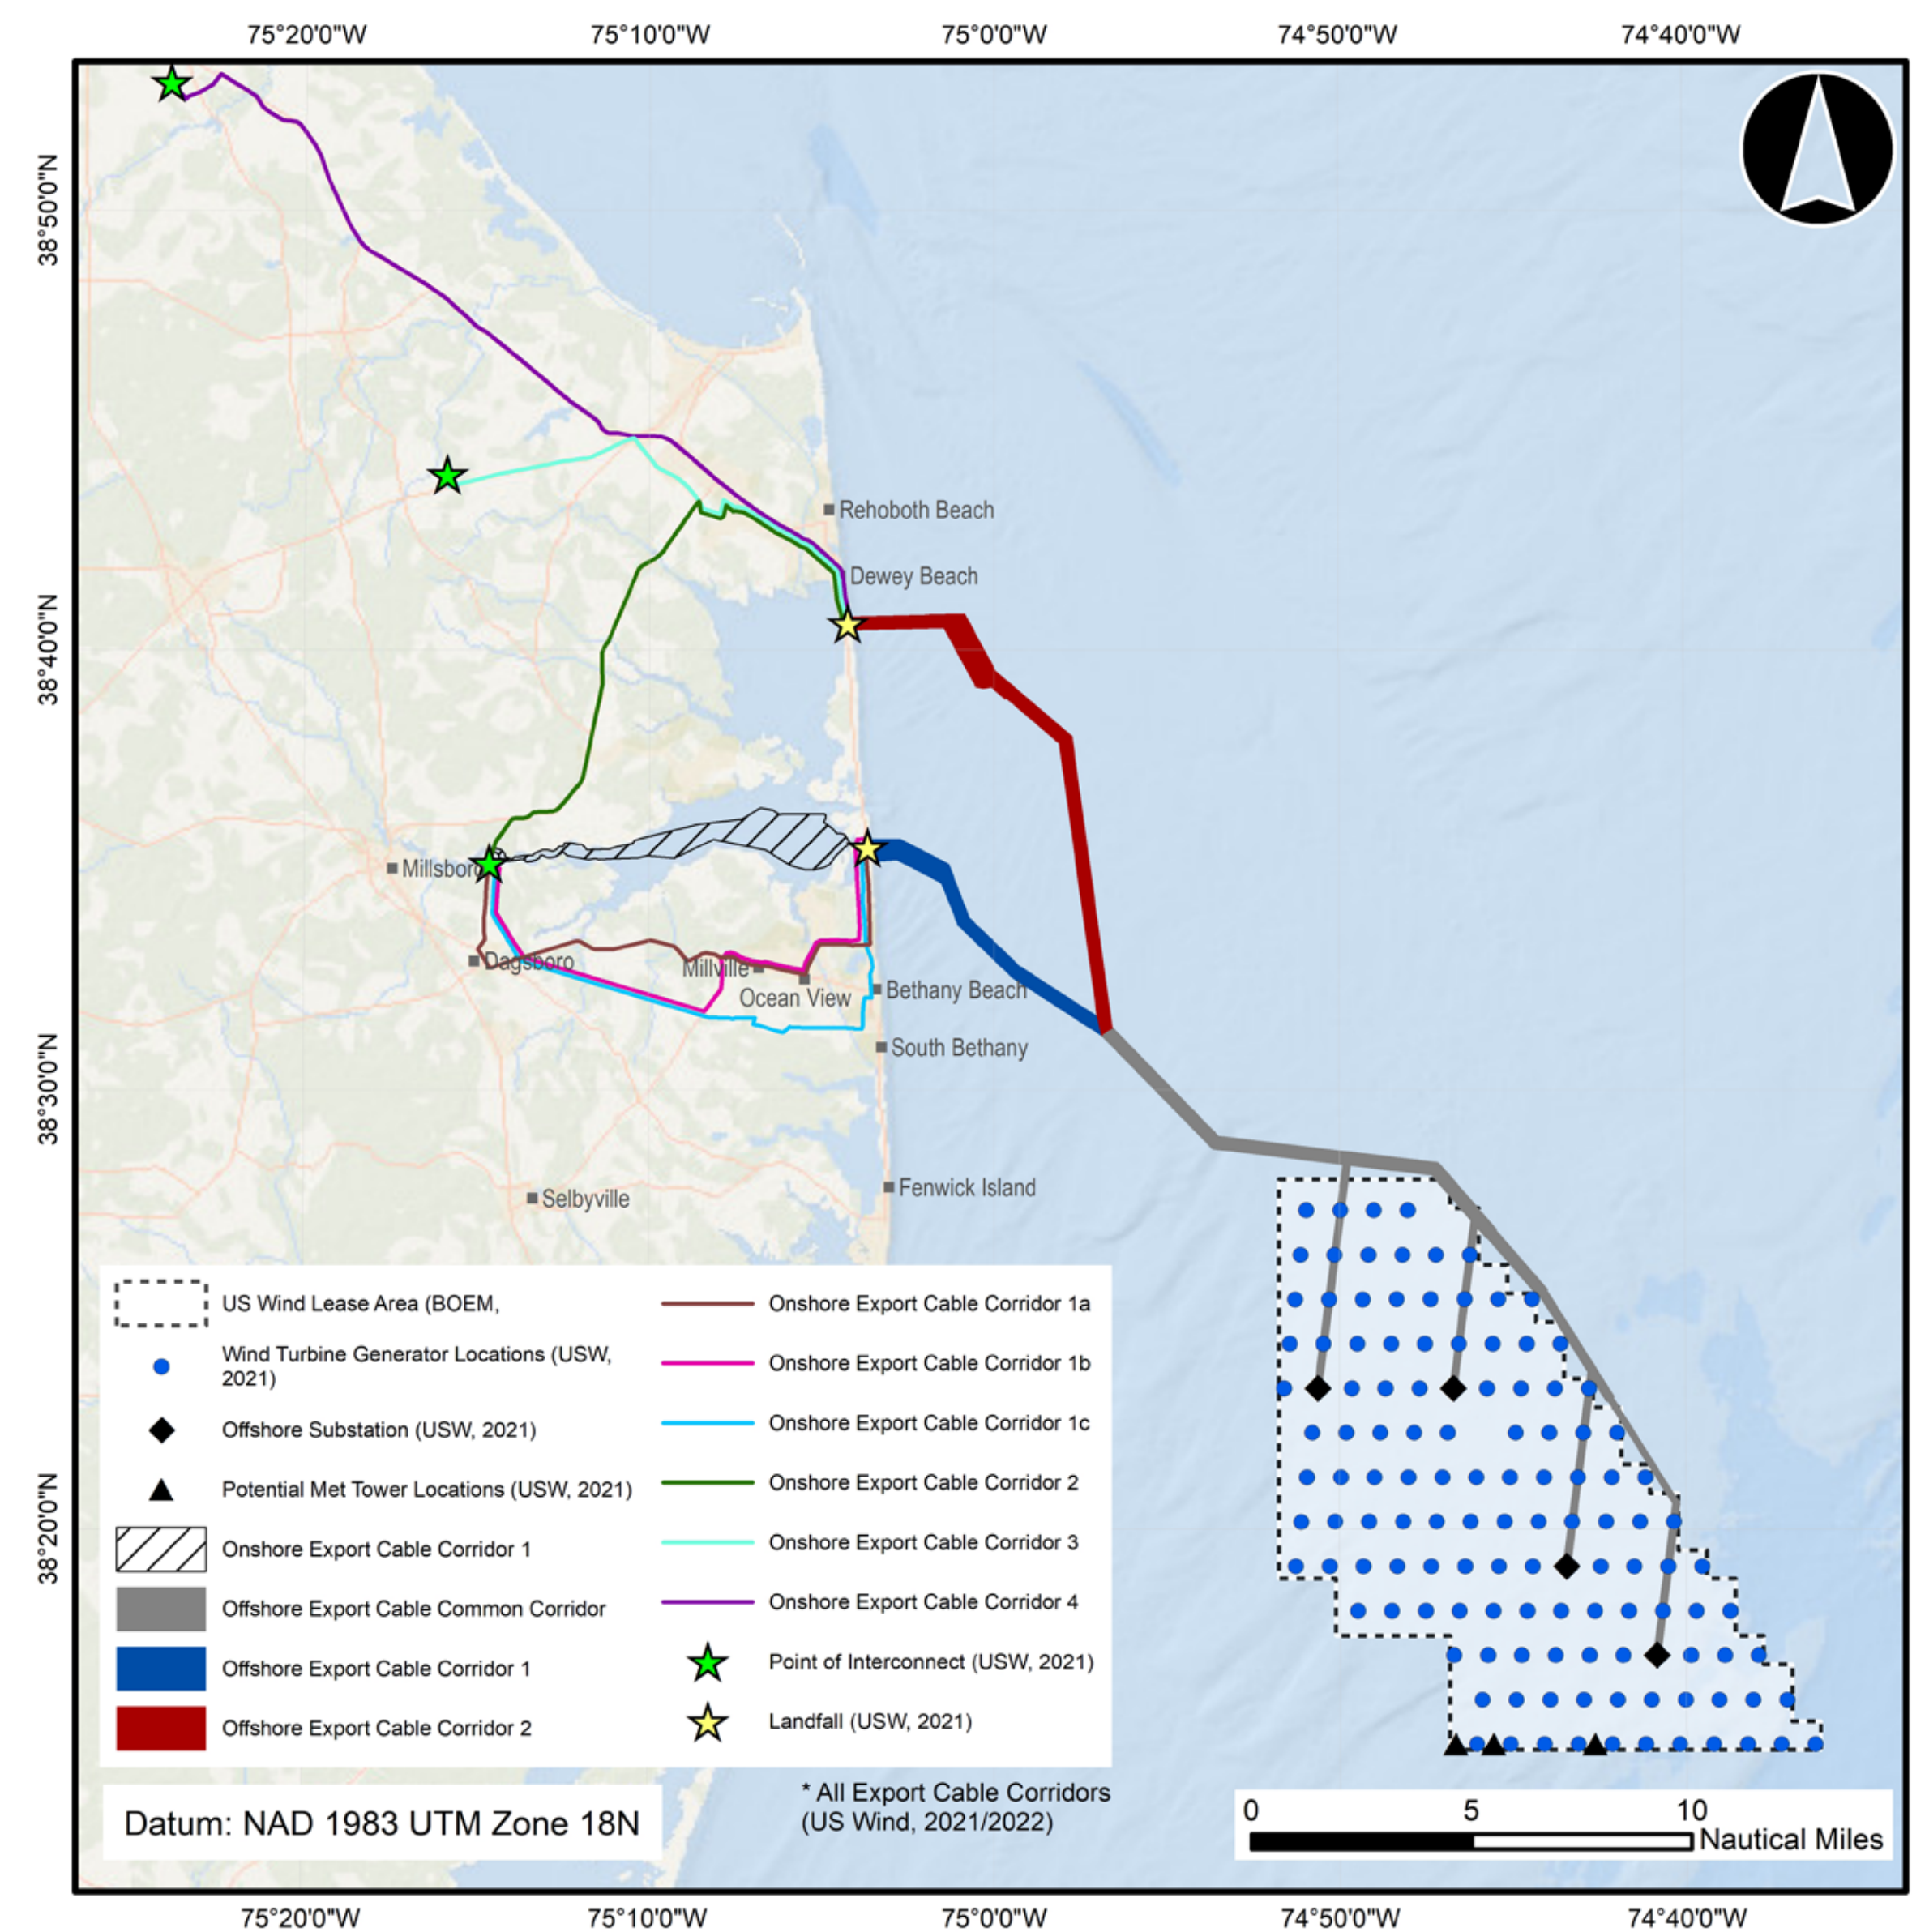 75°20'0"W 75°10'0"W 75°0'0"W 74°50'0"W 74°40'0"W
38°50'0"N
Rehoboth Beach
Dewey Beach
38°40'0"N
Millsboro
Dagsboro
Millville
Ocean View
Bethany Beach
South Bethany
38°30'0"N
Fenwick Island
Selbyville
US Wind Lease Area (BOEM,
Wind Turbine Generator Locations (USW,
2021)
Offshore Substation (USW, 2021)
Potential Met Tower Locations (USW, 2021)
Onshore Export Cable Corridor 1
Offshore Export Cable Common Corridor
Offshore Export Cable Corridor 1
Offshore Export Cable Corridor 2
Onshore Export Cable Corridor 1a
Onshore Export Cable Corridor 1b
Onshore Export Cable Corridor 1c
Onshore Export Cable Corridor 2
Onshore Export Cable Corridor 3
Onshore Export Cable Corridor 4
Point of Interconnect (USW, 2021)
Landfall (USW, 2021)
38°20'0"N
* All Export Cable Corridors
(US Wind, 2021/2022)
Datum: NAD 1983 UTM Zone 18N
0 5 10
Nautical Miles
75°20'0"W 75°10'0"W 75°0'0"W 74°50'0"W 74°40'0"W